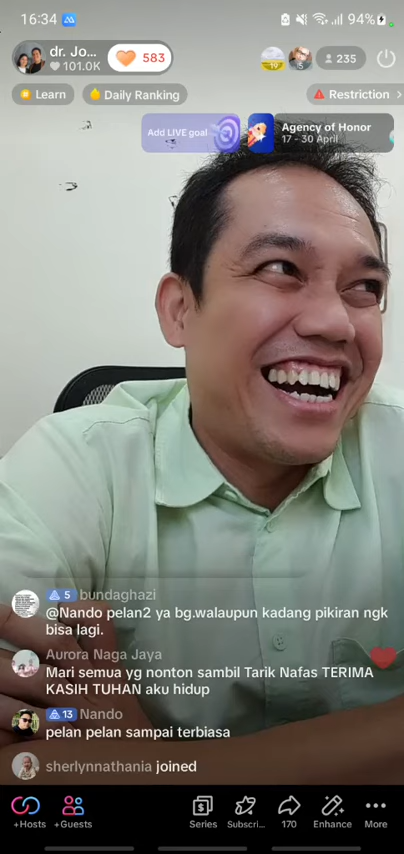 16:34
94%
dr. Jo...
101.0K
583
19
5
235
Learn
Daily Ranking
Restriction
Add LIVE goal
Agency of Honor
17 - 30 April
5 bundaghazi
@Nando pelan2 ya bg.walaupun kadang pikiran ngk
bisa lagi.
Aurora Naga Jaya
Mari semua yg nonton sambil Tarik Nafas TERIMA
KASIH TUHAN aku hidup
13 Nando
pelan pelan sampai terbiasa
sherlynnathania joined
+Hosts
+Guests
Series
Subscri...
170
Enhance
More